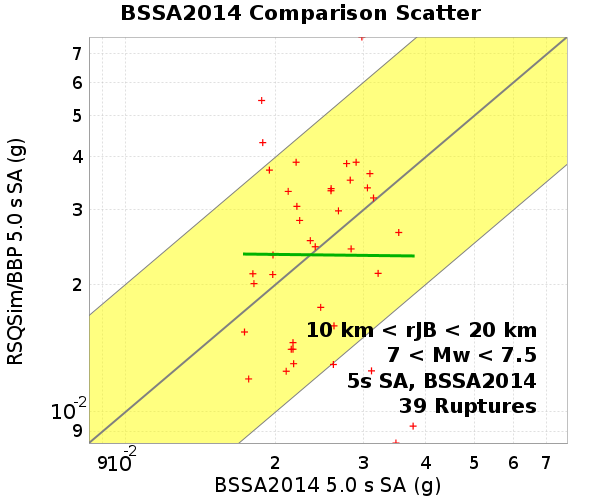 BSSA2014 Comparison Scatter
RSQSim/BBP 5.0 s SA (g)
7
6
5
4
3
2
10-2
9
10 km < rJB < 20 km
7 < Mw < 7.5
5s SA, BSSA2014
39 Ruptures
9 10-2 2 3 4 5 6 7
BSSA2014 5.0 s SA (g)